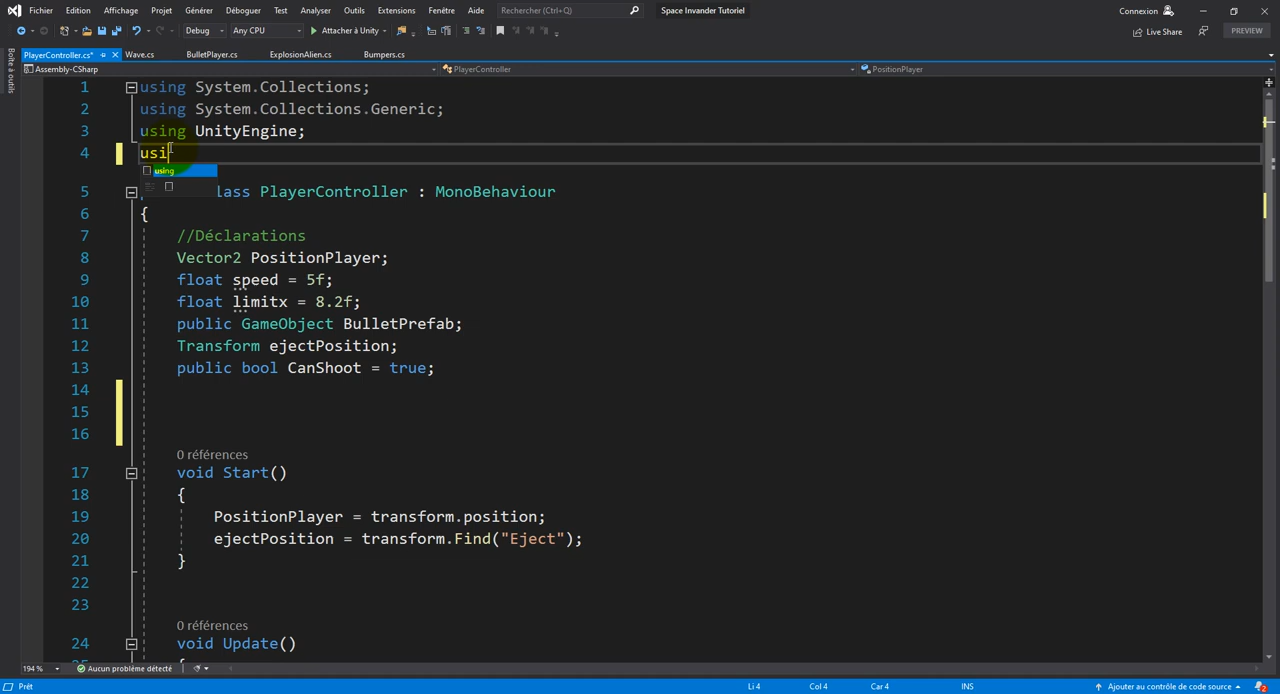 Fichier Edition Affichage Projet Générer Déboguer Test Analyser Outils Extensions Fenêtre Aide Rechercher (Ctrl+Q) Space Invander Tutoriel Connexion
Debug Any CPU Attacher à Unity Live Share PREVIEW
Boîte à outils
PlayerController.cs* Wave.cs BulletPlayer.cs ExplosionAlien.cs Bumpers.cs
Assembly-CSharp PlayerController PositionPlayer
1 using System.Collections;
2 using System.Collections.Generic;
3 using UnityEngine;
4 usi
using
5 lass PlayerController : MonoBehaviour
6 {
7 //Déclarations
8 Vector2 PositionPlayer;
9 float speed = 5f;
10 float limitx = 8.2f;
11 public GameObject BulletPrefab;
12 Transform ejectPosition;
13 public bool CanShoot = true;
14
15
16
0 références
17 void Start()
18 {
19 PositionPlayer = transform.position;
20 ejectPosition = transform.Find("Eject");
21 }
22
23
0 références
24 void Update()
194 % Aucun problème détecté
Prêt Li 4 Col 4 Car 4 INS Ajouter au contrôle de code source 2